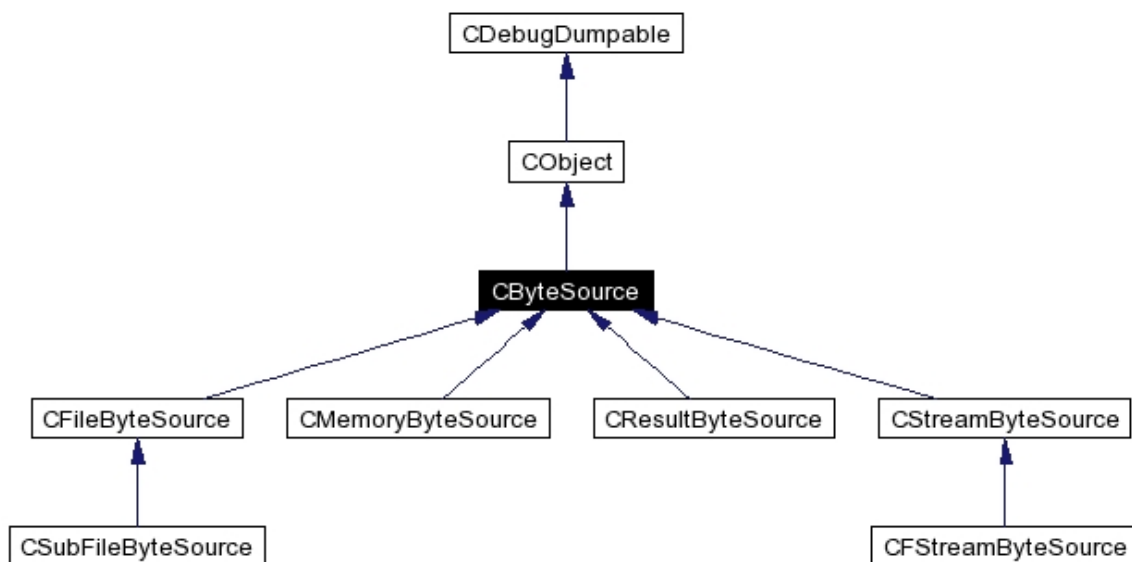 CDebugDumpable
CObject
CByteSource
CFileByteSource
CMemoryByteSource
CResultByteSource
CStreamByteSource
CSubFileByteSource
CFStreamByteSource